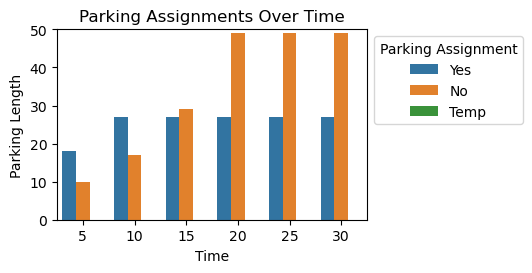 Parking Assignments Over Time
Parking Length
50
40
30
20
10
0
5 10 15 20 25 30
Time
Parking Assignment
Yes
No
Temp